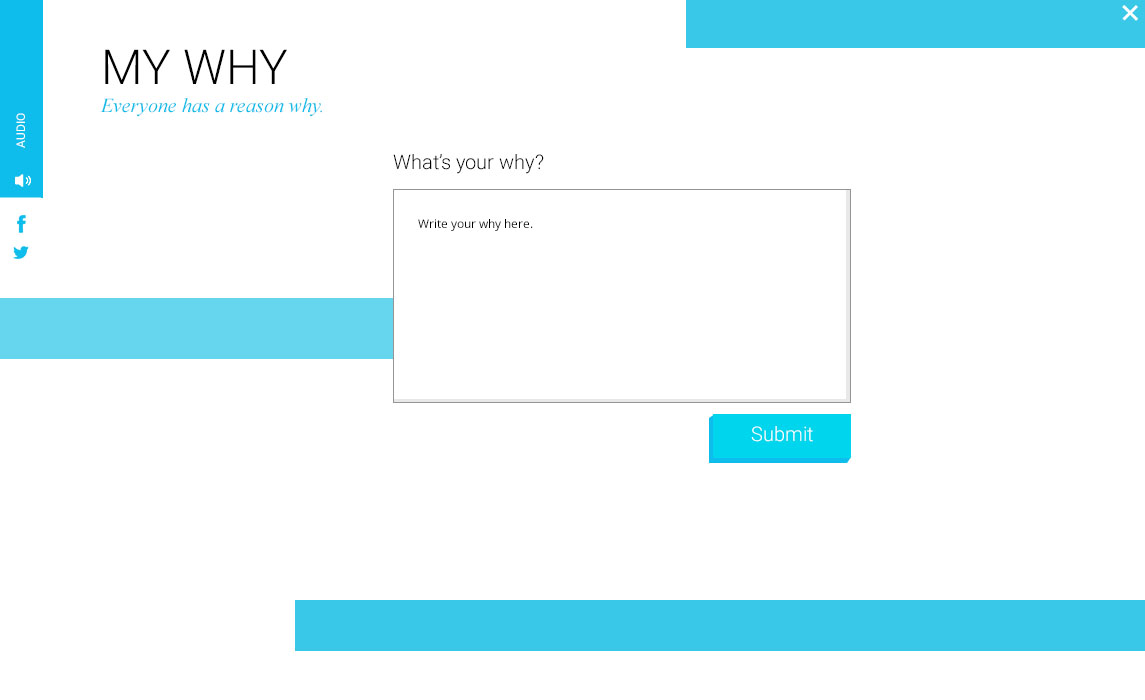 MY WHY
Everyone has a reason why.
AUDIO
What's your why?
Write your why here.
Submit